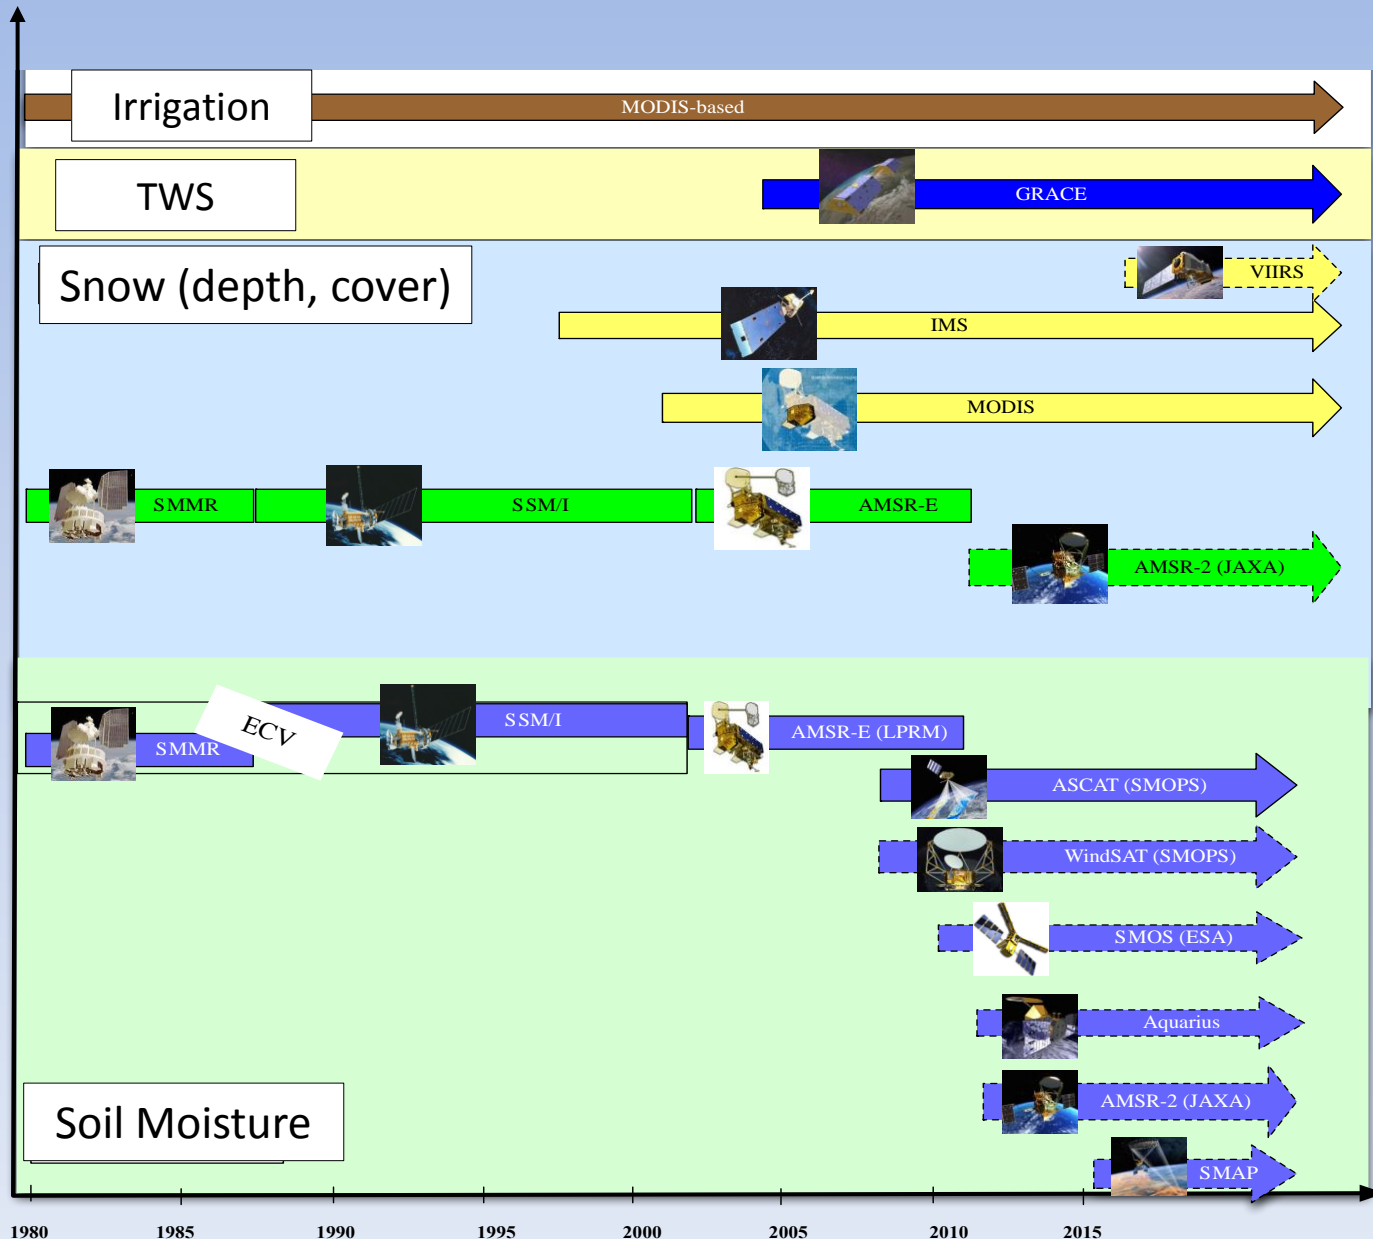 Irrigation
MODIS-based
TWS
GRACE
Snow (depth, cover)
VIIRS
IMS
MODIS
SMMR
SSM/I
AMSR-E
AMSR-2 (JAXA)
ECV
SSM/I
SMMR
AMSR-E (LPRM)
ASCAT (SMOPS)
WindSAT (SMOPS)
SMOS (ESA)
Aquarius
AMSR-2 (JAXA)
Soil Moisture
SMAP
1980 1985 1990 1995 2000 2005 2010 2015